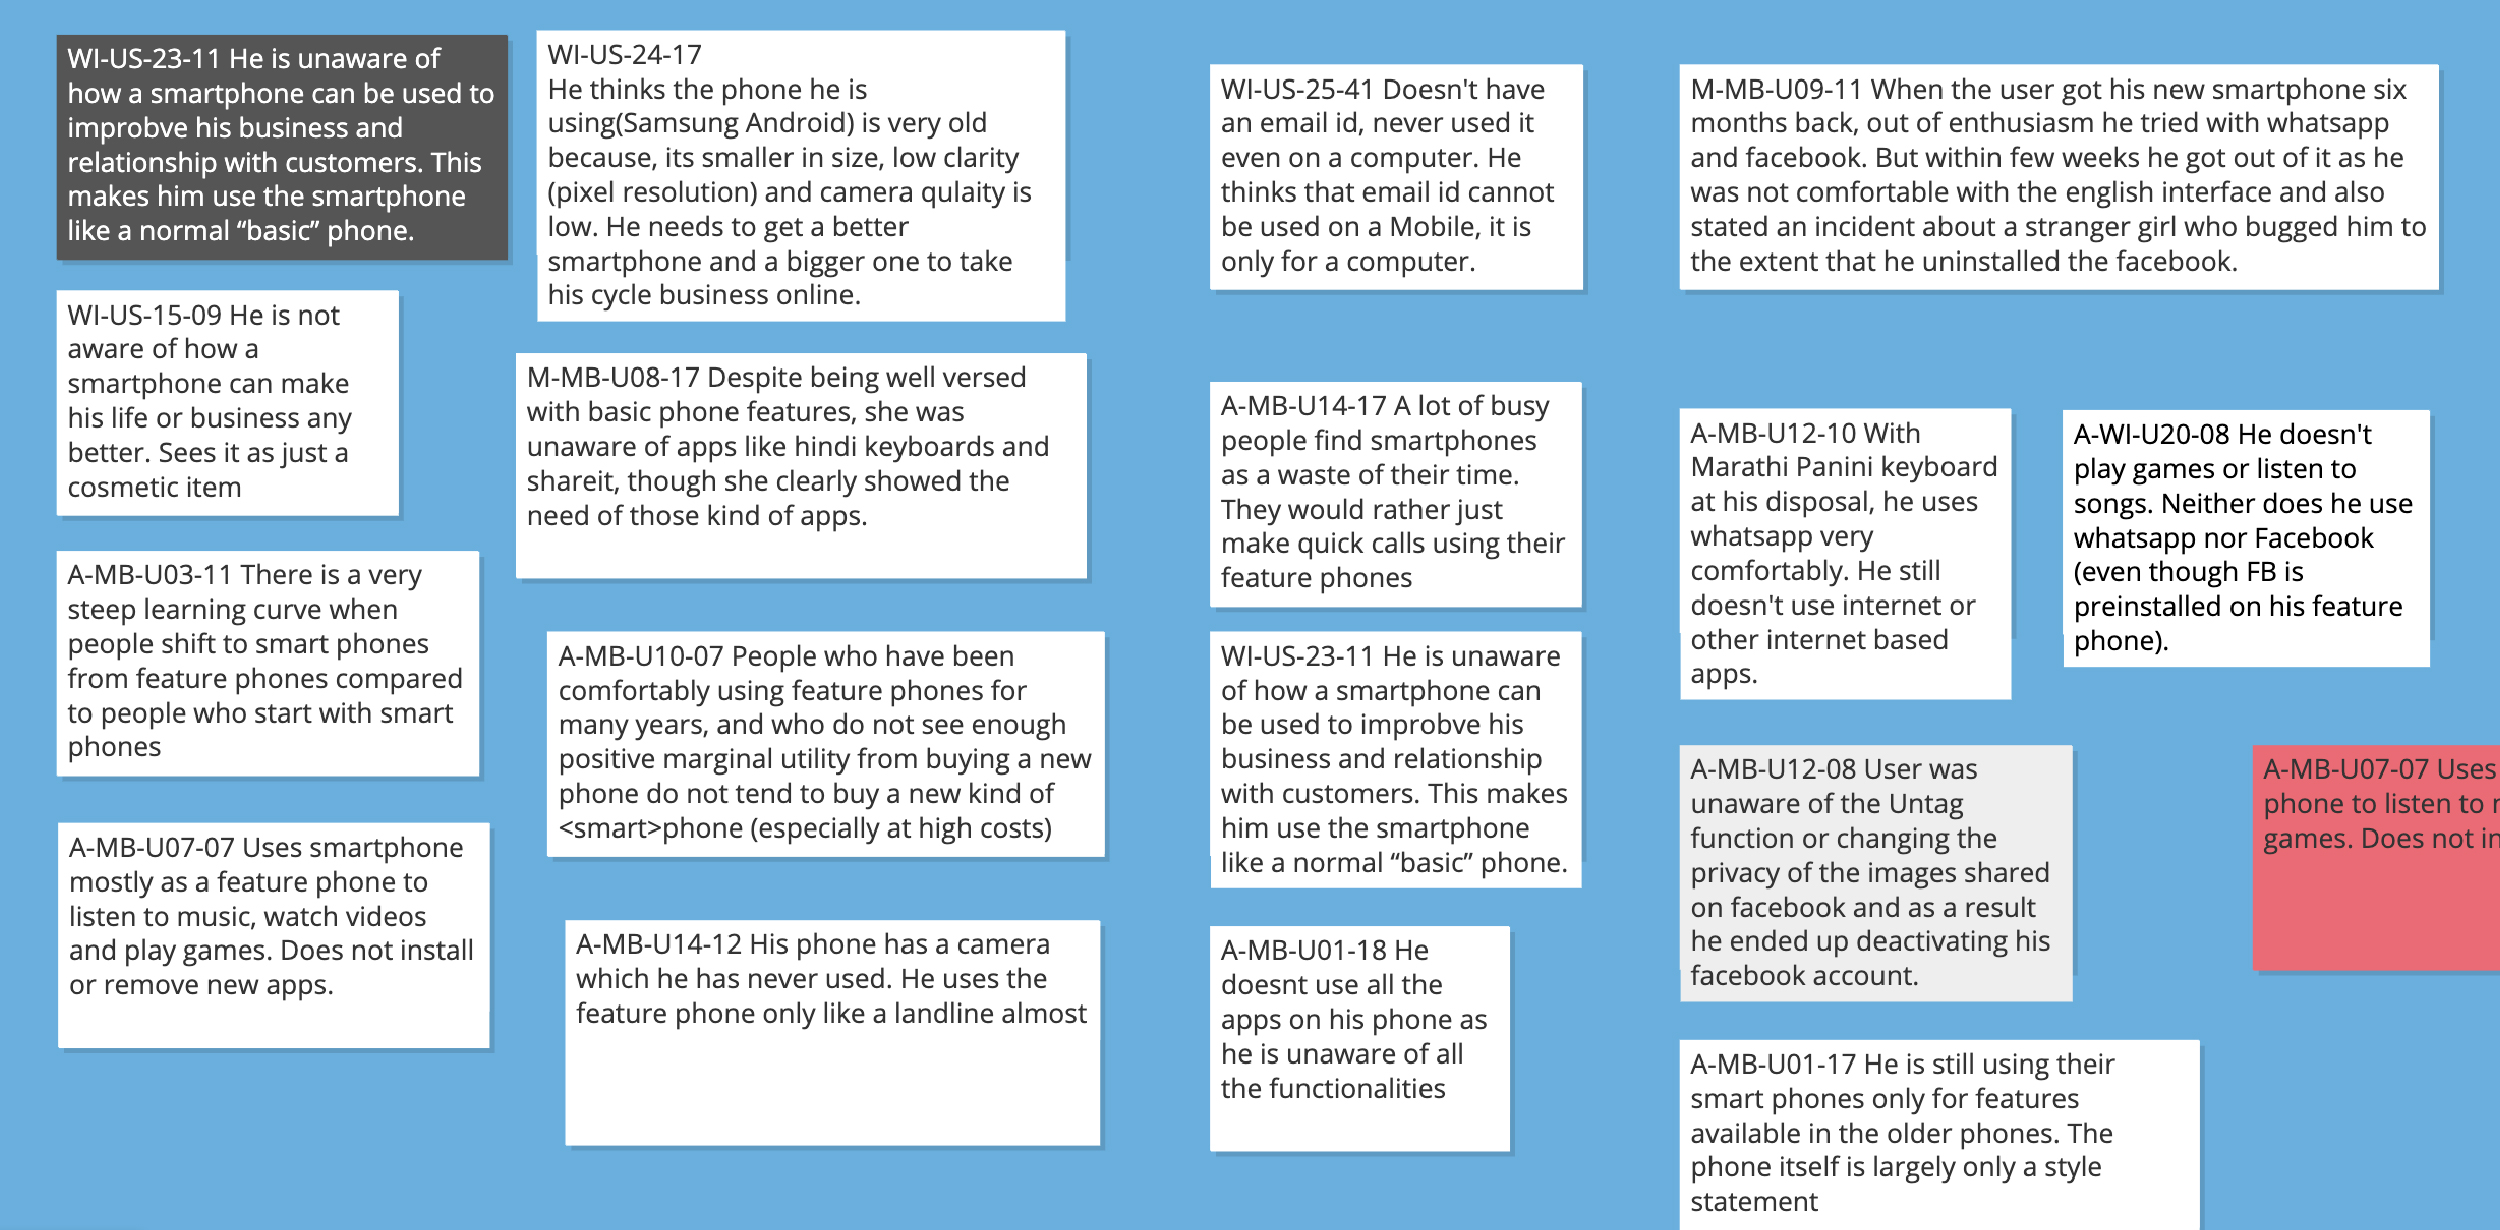 WI-US-23-11 He is unaware of
how a smartphone can be used to
improbve his business and
relationship with customers. This
makes him use the smartphone
like a normal “basic” phone.
WI-US-15-09 He is not
aware of how a
smartphone can make
his life or business any
better. Sees it as just a
cosmetic item
A-MB-U03-11 There is a very
steep learning curve when
people shift to smart phones
from feature phones compared
to people who start with smart
phones
A-MB-U07-07 Uses smartphone
mostly as a feature phone to
listen to music, watch videos
and play games. Does not install
or remove new apps.
WI-US-24-17
He thinks the phone he is
using(Samsung Android) is very old
because, its smaller in size, low clarity
(pixel resolution) and camera qulaity is
low. He needs to get a better
smartphone and a bigger one to take
his cycle business online.
M-MB-U08-17 Despite being well versed
with basic phone features, she was
unaware of apps like hindi keyboards and
shareit, though she clearly showed the
need of those kind of apps.
A-MB-U10-07 People who have been
comfortably using feature phones for
many years, and who do not see enough
positive marginal utility from buying a new
phone do not tend to buy a new kind of
<smart>phone (especially at high costs)
A-MB-U14-12 His phone has a camera
which he has never used. He uses the
feature phone only like a landline almost
WI-US-25-41 Doesn't have
an email id, never used it
even on a computer. He
thinks that email id cannot
be used on a Mobile, it is
only for a computer.
A-MB-U14-17 A lot of busy
people find smartphones
as a waste of their time.
They would rather just
make quick calls using their
feature phones
WI-US-23-11 He is unaware
of how a smartphone can
be used to improbve his
business and relationship
with customers. This makes
him use the smartphone
like a normal “basic” phone.
A-MB-U01-18 He
doesnt use all the
apps on his phone as
he is unaware of all
the functionalities
M-MB-U09-11 When the user got his new smartphone six
months back, out of enthusiasm he tried with whatsapp
and facebook. But within few weeks he got out of it as he
was not comfortable with the english interface and also
stated an incident about a stranger girl who bugged him to
the extent that he uninstalled the facebook.
A-MB-U12-10 With
Marathi Panini keyboard
at his disposal, he uses
whatsapp very
comfortably. He still
doesn't use internet or
other internet based
apps.
A-WI-U20-08 He doesn't
play games or listen to
songs. Neither does he use
whatsapp nor Facebook
(even though FB is
preinstalled on his feature
phone).
A-MB-U12-08 User was
unaware of the Untag
function or changing the
privacy of the images shared
on facebook and as a result
he ended up deactivating his
facebook account.
A-MB-U07-07 Uses
phone to listen to
games. Does not
A-MB-U01-17 He is still using their
smart phones only for features
available in the older phones. The
phone itself is largely only a style
statement